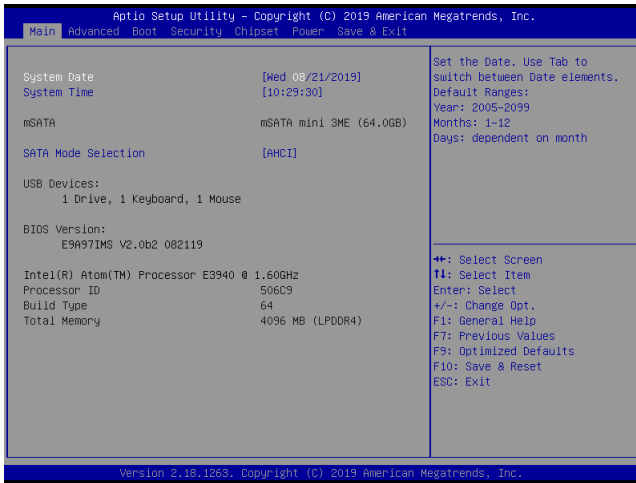 Aptio Setup Utility – Copyright (C) 2019 American Megatrends, Inc.
Main Advanced Boot Security Chipset Power Save & Exit
System Date [Wed 08/21/2019]
System Time [10:29:30]
mSATA mSATA mini 3ME (64.0GB)
SATA Mode Selection [AHCI]
USB Devices:
1 Drive, 1 Keyboard, 1 Mouse
BIOS Version:
E9A97IMS V2.0b2 082119
Intel(R) Atom(TM) Processor E3940 @ 1.60GHz
Processor ID 506C9
Build Type 64
Total Memory 4096 MB (LPDDR4)
Set the Date. Use Tab to
switch between Date elements.
Default Ranges:
Year: 2005-2099
Months: 1-12
Days: dependent on month
→←: Select Screen
↑↓: Select Item
Enter: Select
+/-: Change Opt.
F1: General Help
F7: Previous Values
F9: Optimized Defaults
F10: Save & Reset
ESC: Exit
Version 2.18.1263. Copyright (C) 2019 American Megatrends, Inc.